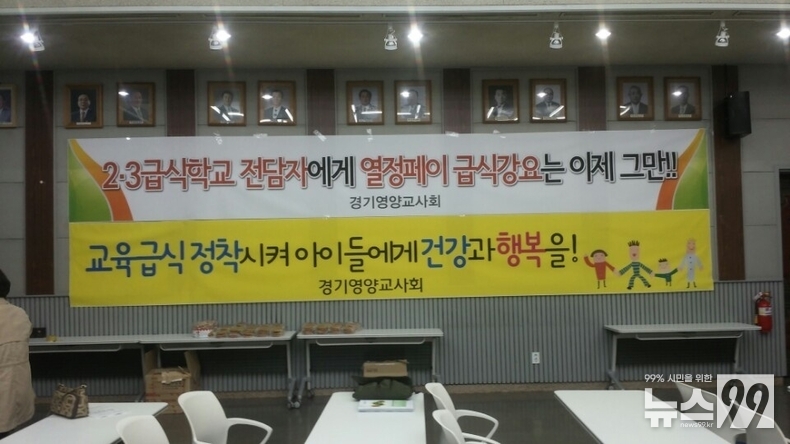 2·3급식학교 전담자에게 열정페이 급식강요는 이제 그만!!
경기영양교사회
교육급식 정착시켜 아이들에게 건강과 행복을!
경기영양교사회
99% 시민을 위한
뉴스99
news99.kr